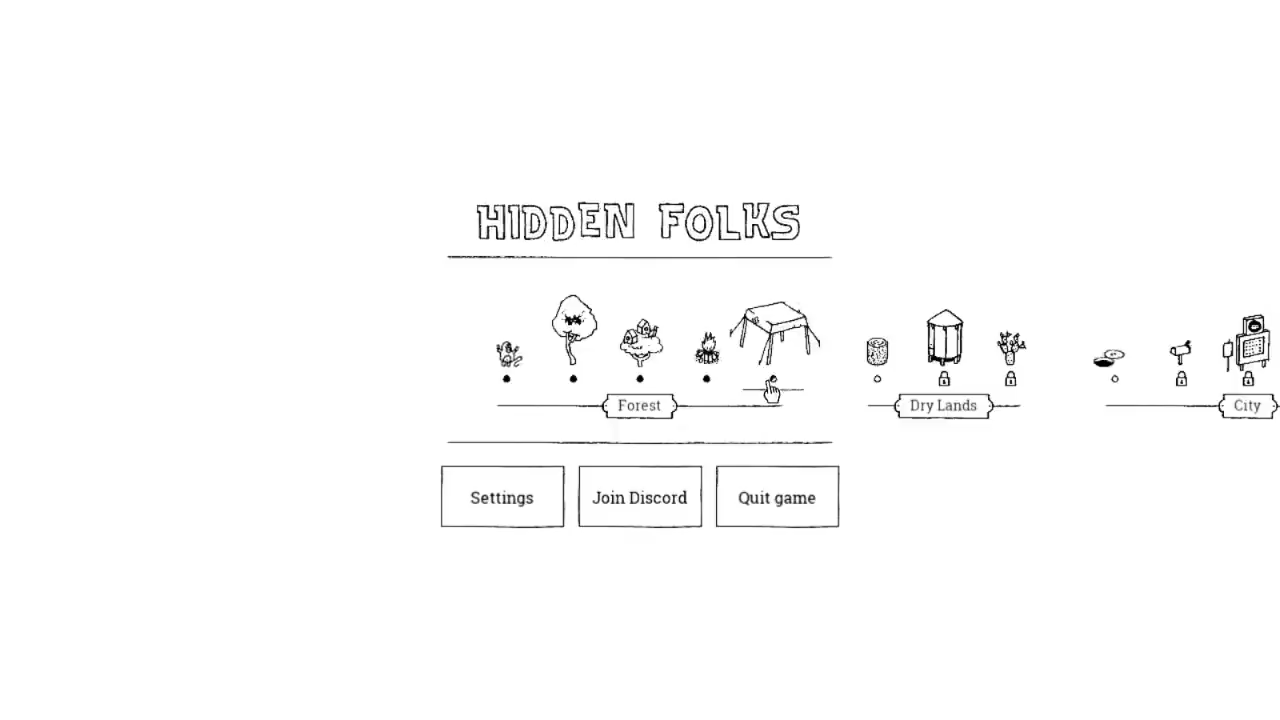 HIDDEN FOLKS
Forest
Dry Lands
City
Settings
Join Discord
Quit game